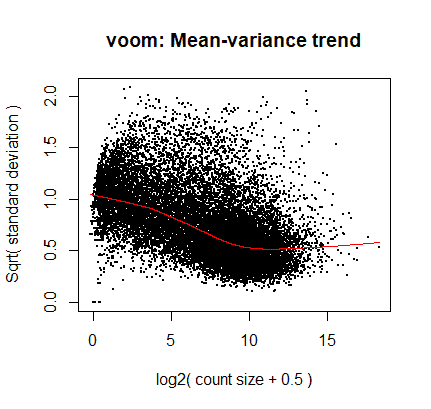 voom: Mean-variance trend
Sqrt( standard deviation )
2.0
1.5
1.0
0.5
0.0
0 5 10 15
log2( count size + 0.5 )